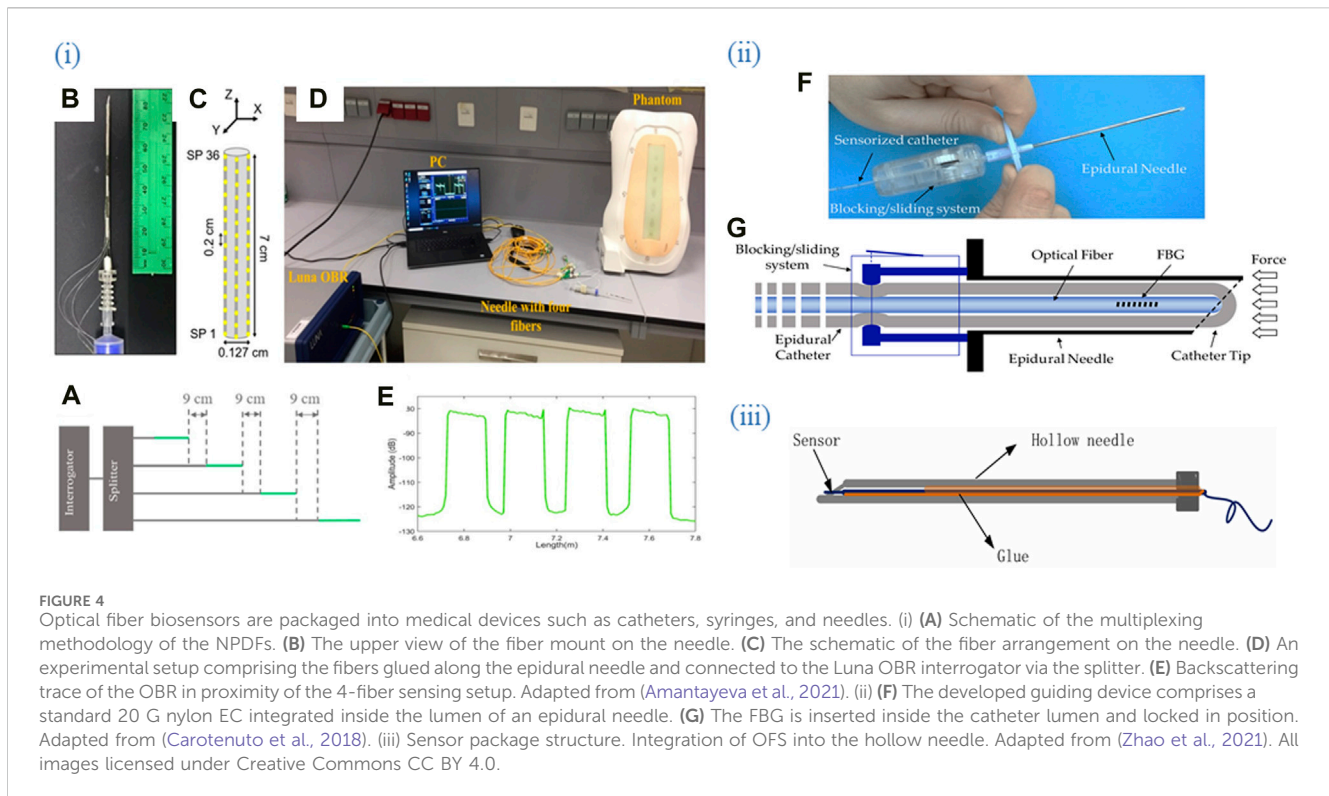 (i)
B
C
Z
X
Y
SP 36
0.2 cm
7 cm
SP 1
0.127 cm
D
Phantom
PC
Luna OBR
Needle with four
fibers
A
9 cm
9 cm
9 cm
Interrogator
Splitter
E
Amplitude (dB)
-90
-100
-110
-120
-130
6.6
6.8
7
7.2
7.4
7.6
7.8
Length(m)
(ii)
F
Sensorized catheter
Epidural
Needle
Blocking/sliding system
G
Blocking/sliding
system
Optical Fiber
FBG
Force
Epidural
Catheter
Epidural Needle
Catheter Tip
(iii)
Sensor
Hollow needle
Glue
FIGURE 4
Optical fiber biosensors are packaged into medical devices such as catheters, syringes, and needles. (i) (A) Schematic of the multiplexing
methodology of the NPDFs. (B) The upper view of the fiber mount on the needle. (C) The schematic of the fiber arrangement on the needle. (D) An
experimental setup comprising the fibers glued along the epidural needle and connected to the Luna OBR interrogator via the splitter. (E) Backscattering
trace of the OBR in proximity of the 4-fiber sensing setup. Adapted from (Amantayeva et al., 2021). (ii) (F) The developed guiding device comprises a
standard 20 G nylon EC integrated inside the lumen of an epidural needle. (G) The FBG is inserted inside the catheter lumen and locked in position.
Adapted from (Carotenuto et al., 2018). (iii) Sensor package structure. Integration of OFS into the hollow needle. Adapted from (Zhao et al., 2021). All
images licensed under Creative Commons CC BY 4.0.